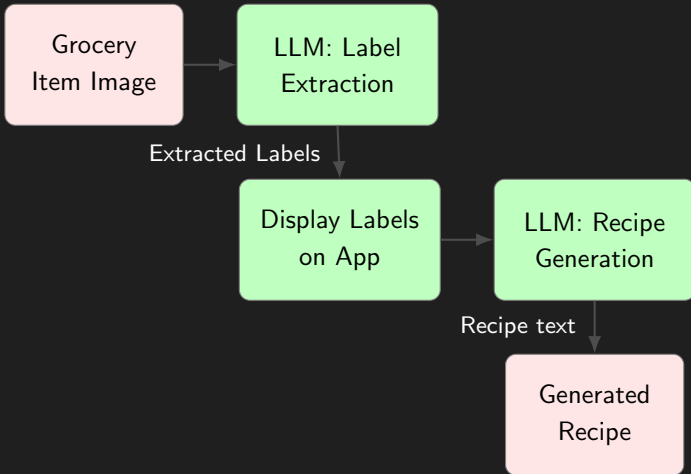 Grocery
Item Image
LLM: Label
Extraction
Extracted Labels
Display Labels
on App
LLM: Recipe
Generation
Recipe text
Generated
Recipe